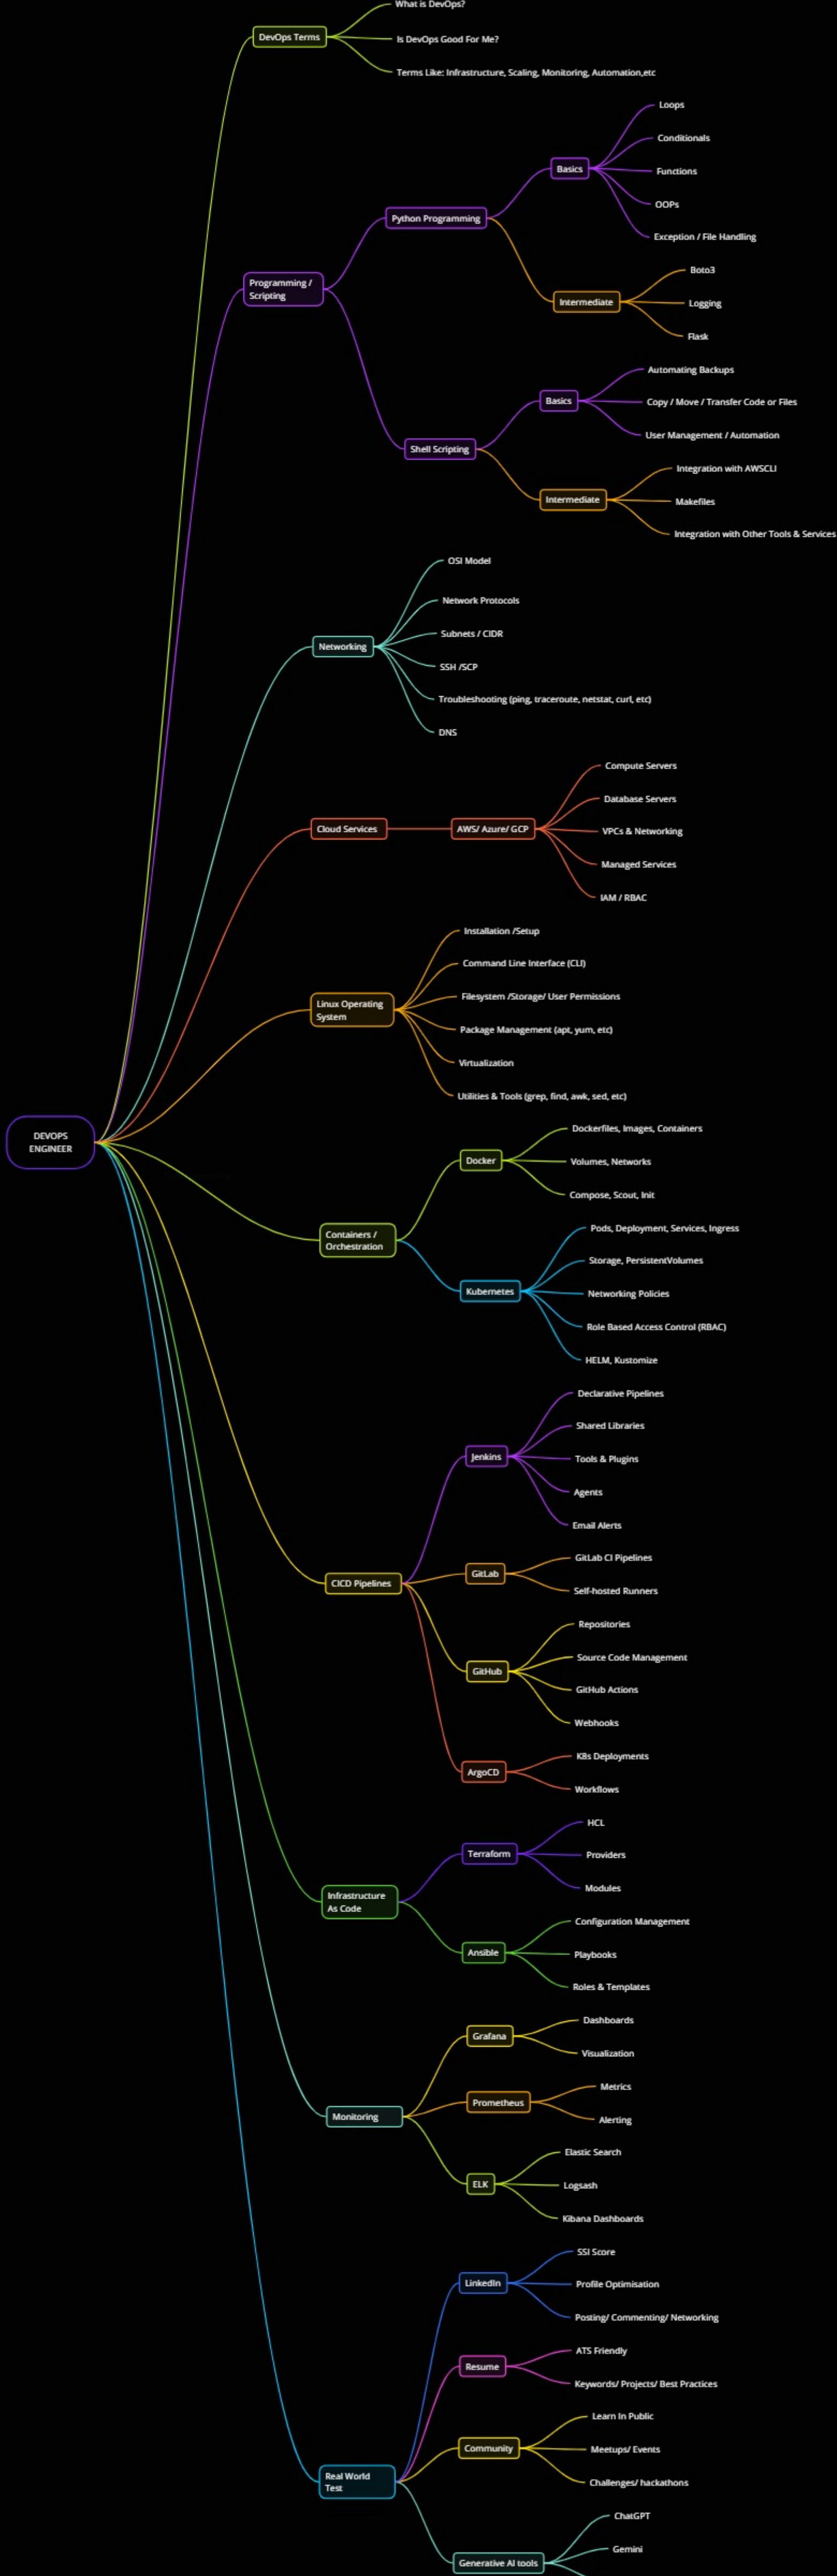 What is DevOps?
DevOps Terms
Is DevOps Good For Me?
Terms Like: Infrastructure, Scaling, Monitoring, Automation,etc
Loops
Conditionals
Basics
Functions
OOPs
Python Programming
Exception / File Handling
Boto3
Programming /
Scripting
Intermediate
Logging
Flask
Automating Backups
Basics
Copy / Move / Transfer Code or Files
User Management / Automation
Shell Scripting
Integration with AWSCLI
Intermediate
Makefiles
Integration with Other Tools & Services
OSI Model
Network Protocols
Subnets / CIDR
Networking
SSH /SCP
Troubleshooting (ping, traceroute, netstat, curl, etc)
DNS
Compute Servers
Database Servers
Cloud Services
AWS/ Azure/ GCP
VPCs & Networking
Managed Services
IAM / RBAC
Installation /Setup
Command Line Interface (CLI)
Filesystem /Storage/ User Permissions
Linux Operating
System
Package Management (apt, yum, etc)
Virtualization
Utilities & Tools (grep, find, awk, sed, etc)
DEVOPS
ENGINEER
Dockerfiles, Images, Containers
Docker
Volumes, Networks
Compose, Scout, Init
Containers /
Orchestration
Pods, Deployment, Services, Ingress
Storage, PersistentVolumes
Kubernetes
Networking Policies
Role Based Access Control (RBAC)
HELM, Kustomize
Declarative Pipelines
Shared Libraries
Jenkins
Tools & Plugins
Agents
Email Alerts
GitLab CI Pipelines
GitLab
CICD Pipelines
Self-hosted Runners
Repositories
Source Code Management
GitHub
GitHub Actions
Webhooks
K8s Deployments
ArgoCD
Workflows
HCL
Terraform
Providers
Modules
Infrastructure
As Code
Configuration Management
Ansible
Playbooks
Roles & Templates
Dashboards
Grafana
Visualization
Metrics
Prometheus
Monitoring
Alerting
Elastic Search
ELK
Logsash
Kibana Dashboards
SSI Score
LinkedIn
Profile Optimisation
Posting/ Commenting/ Networking
ATS Friendly
Resume
Keywords/ Projects/ Best Practices
Learn In Public
Community
Meetups/ Events
Real World
Test
Challenges/ hackathons
ChatGPT
Gemini
Generative AI tools